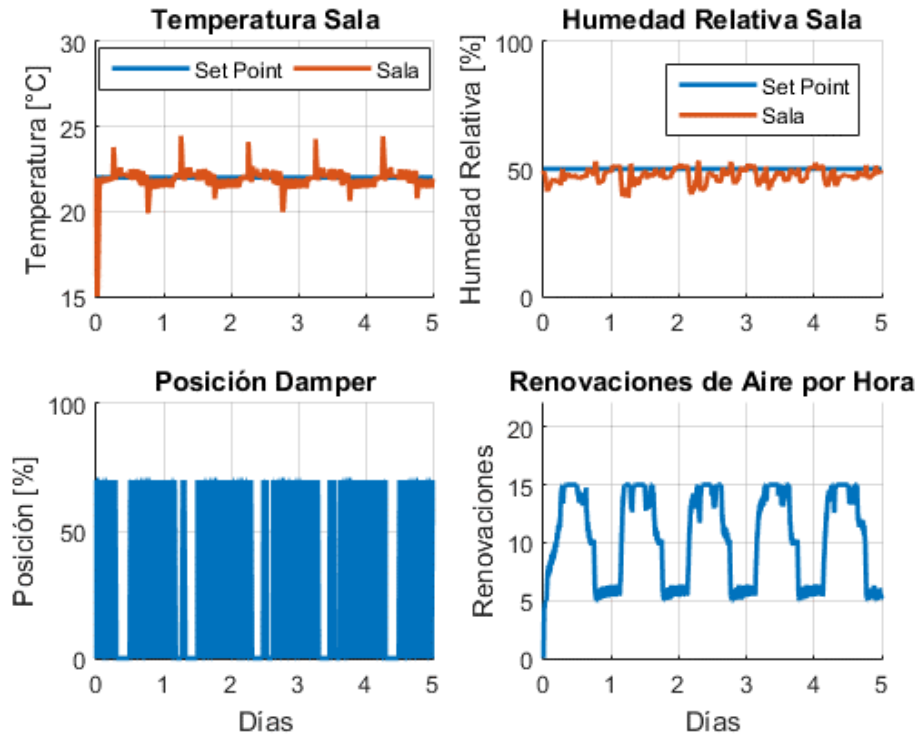 Temperatura Sala
Temperatura [°C]
30
25
20
15
Set Point Sala
0 1 2 3 4 5
Humedad Relativa Sala
Humedad Relativa [%]
100
50
0
Set Point
Sala
0 1 2 3 4 5
Posición Damper
Posición [%]
100
50
0
0 1 2 3 4 5
Días
Renovaciones de Aire por Hora
Renovaciones
20
15
10
5
0
0 1 2 3 4 5
Días